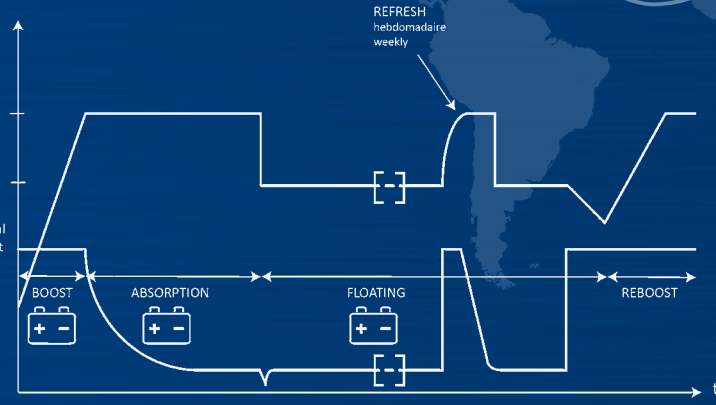 REFRESH
hebdomadaire
weekly
BOOST
ABSORPTION
FLOATING
REBOOST
+ -
+ -
+ -
t